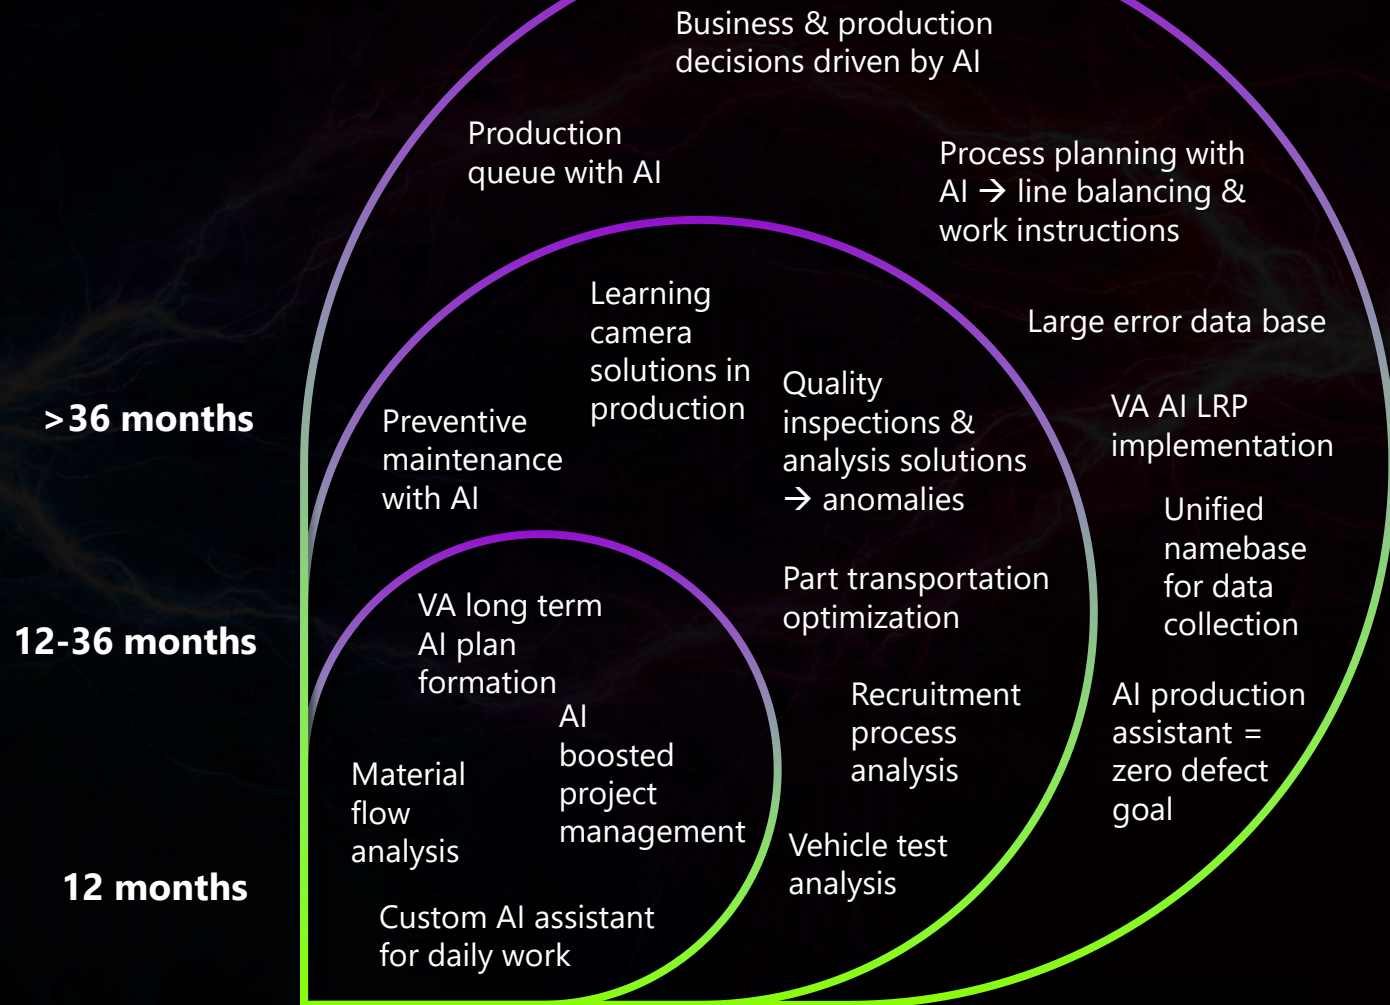 Business & production
decisions driven by AI
Production
queue with AI
Process planning with
AI → line balancing &
work instructions
Large error data base
VA AI LRP
implementation
Unified
namebase
for data
collection
AI production
assistant =
zero defect
goal
>36 months
Learning
camera
solutions in
production
Preventive
maintenance
with AI
Quality
inspections &
analysis solutions
→ anomalies
Part transportation
optimization
Recruitment
process
analysis
Vehicle test
analysis
12-36 months
VA long term
AI plan
formation
AI
boosted
project
management
Material
flow
analysis
Custom AI assistant
for daily work
12 months